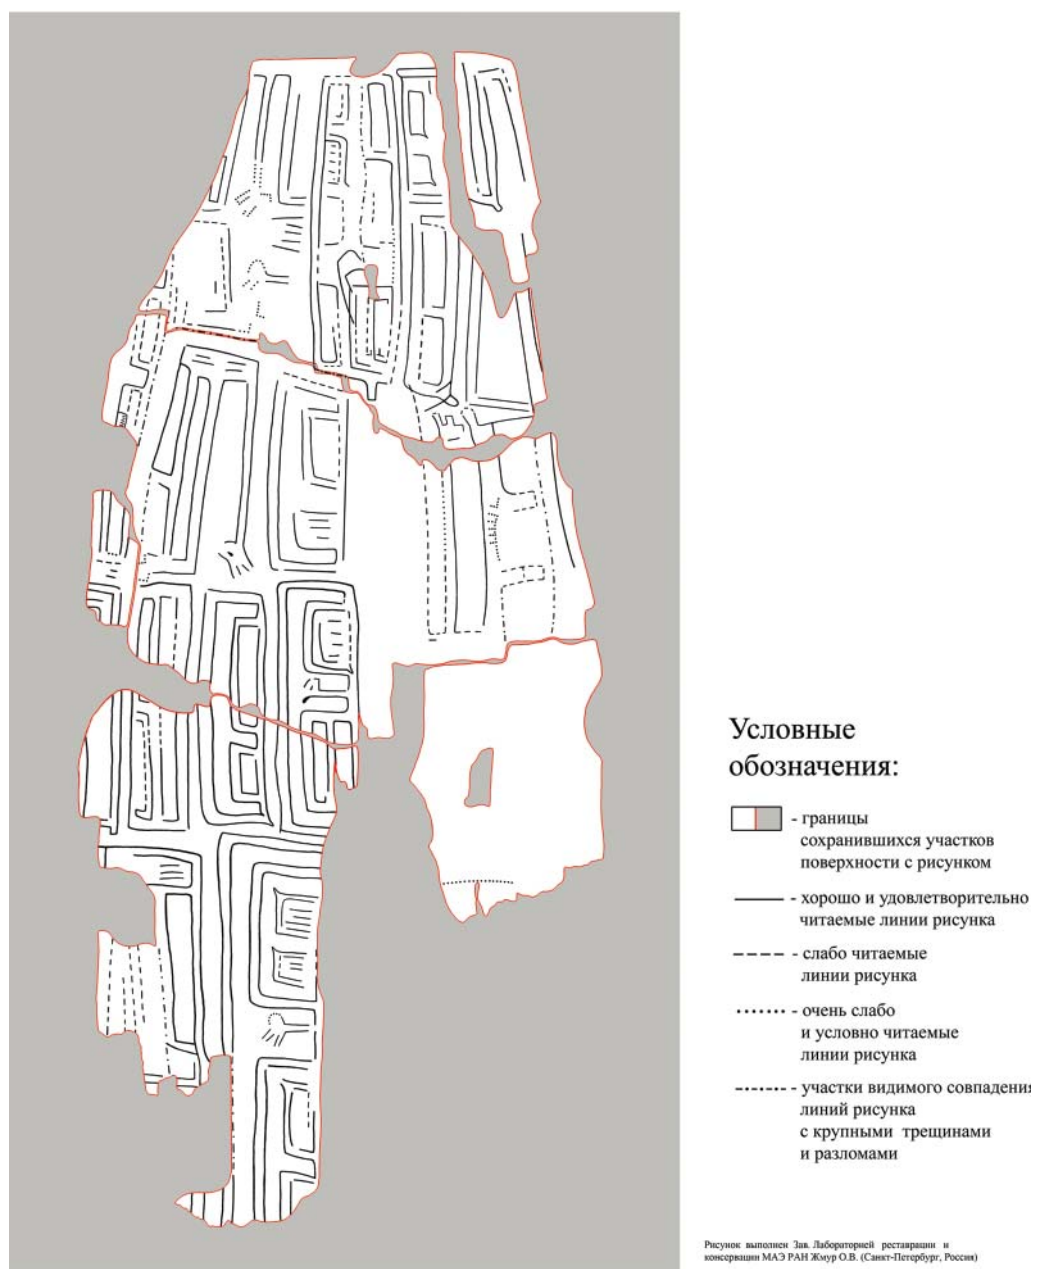 Условные
обозначения:
- границы
сохранившихся участков
поверхности с рисунком
- хорошо и удовлетворительно
читаемые линии рисунка
- слабо читаемые
линии рисунка
- очень слабо
и условно читаемые
линии рисунка
- участки видимого совпадения
линий рисунка
с крупными трещинами
и разломами
Рисунок выполнен Зав. Лабораторией реставрации и
консервации МАЭ РАН Жмур О.В. (Санкт-Петербург, Россия)